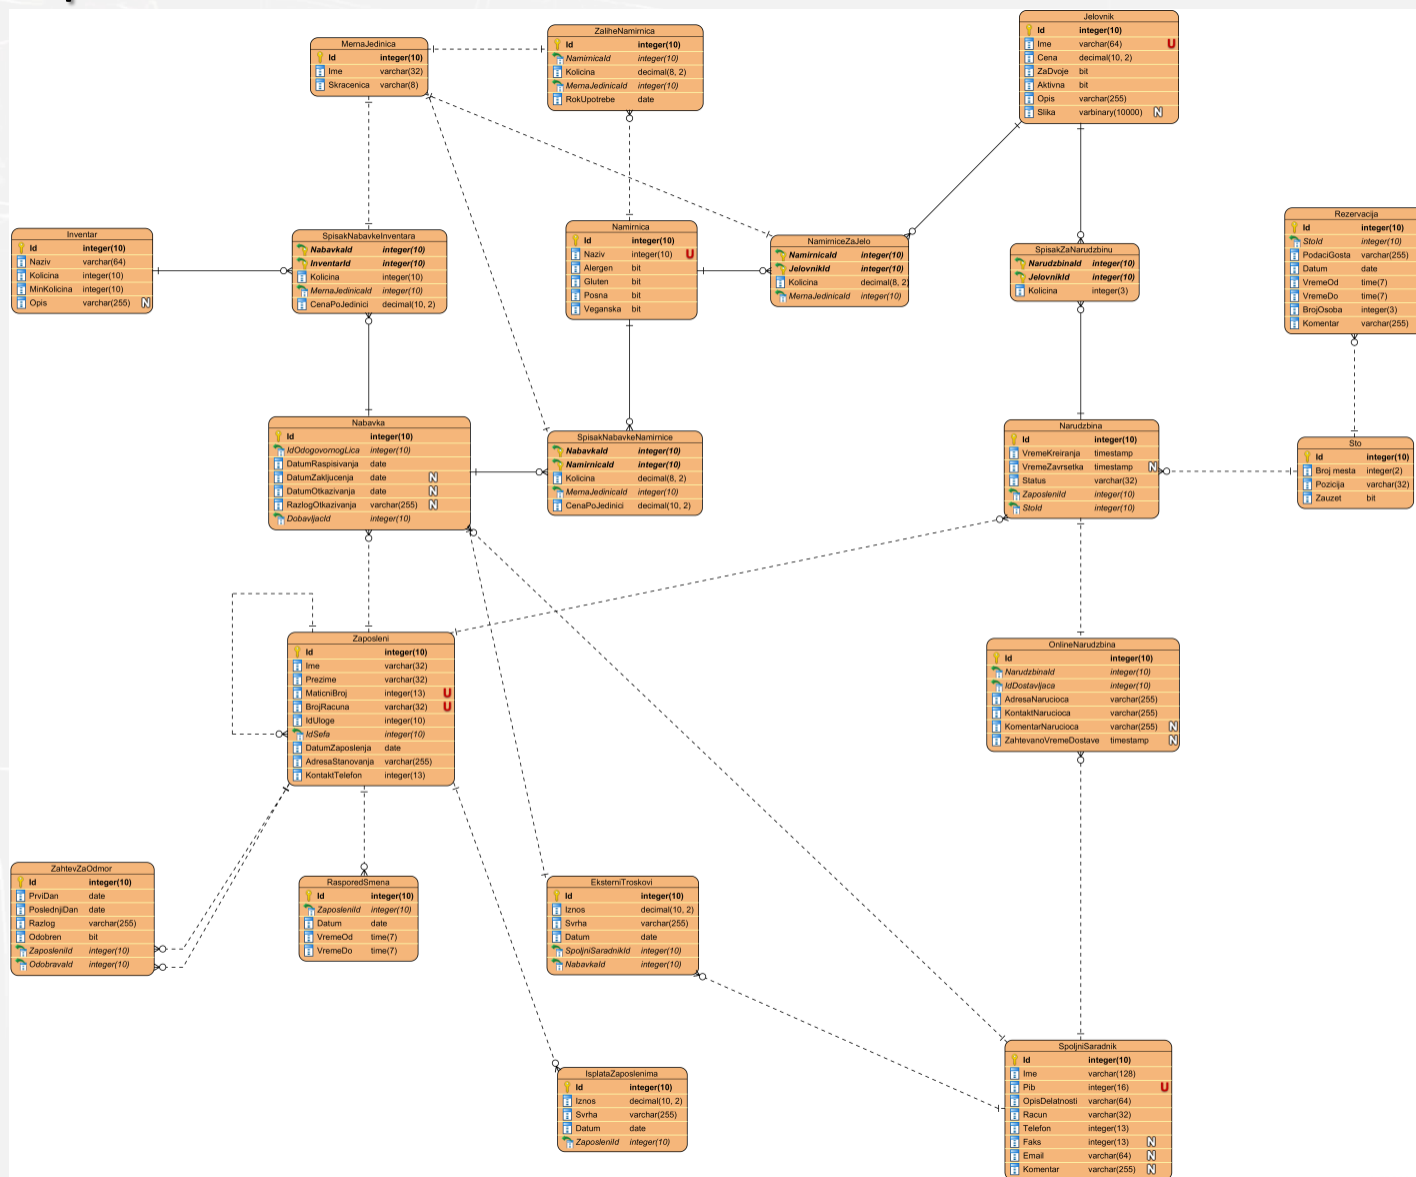 MernaJedinica
Id integer(10)
Ime varchar(32)
Skracenica varchar(8)
ZaliheNamirnica
Id integer(10)
NamirnicaId integer(10)
Kolicina decimal(8, 2)
MernaJedinicaId integer(10)
RokUpotrebe date
Jelovnik
Id integer(10)
Ime varchar(64) U
Cena decimal(10, 2)
ZaDvoje bit
Aktivna bit
Opis varchar(255)
Slika varbinary(10000) N
Inventar
Id integer(10)
Naziv varchar(64)
Kolicina integer(10)
MinKolicina integer(10)
Opis varchar(255) N
SpisakNabavkeInventara
NabavkaId integer(10)
InventarId integer(10)
Kolicina integer(10)
MernaJedinicaId integer(10)
CenaPoJedinici decimal(10, 2)
Namirnica
Id integer(10)
Naziv integer(10) U
Alergen bit
Gluten bit
Posna bit
Veganska bit
NamirniceZaJelo
NamirnicaId integer(10)
JelovnikId integer(10)
Kolicina decimal(8, 2)
MernaJedinicaId integer(10)
SpisakZaNarudzbinu
NarudzbinaId integer(10)
JelovnikId integer(10)
Kolicina integer(3)
Rezervacija
Id integer(10)
StoId integer(10)
PodaciGosta varchar(255)
Datum date
VremeOd time(7)
VremeDo time(7)
BrojOsoba integer(3)
Komentar varchar(255)
Nabavka
Id integer(10)
IdOdogovornogLica integer(10)
DatumRaspisivanja date
DatumZakljucenja date N
DatumOtkazivanja date N
RazlogOtkazivanja varchar(255) N
DobavljacId integer(10)
SpisakNabavkeNamirnice
NabavkaId integer(10)
NamirnicaId integer(10)
Kolicina decimal(8, 2)
MernaJedinicaId integer(10)
CenaPoJedinici decimal(10, 2)
Narudzbina
Id integer(10)
VremeKreiranja timestamp
VremeZavrsetka timestamp N
Status varchar(32)
ZaposleniId integer(10)
StoId integer(10)
Sto
Id integer(10)
Broj mesta integer(2)
Pozicija varchar(32)
Zauzet bit
Zaposleni
Id integer(10)
Ime varchar(32)
Prezime varchar(32)
MaticniBroj integer(13) U
BrojRacuna varchar(32) U
IdUloge integer(10)
IdSefa integer(10)
DatumZaposlenja date
AdresaStanovanja varchar(255)
KontaktTelefon integer(13)
OnlineNarudzbina
Id integer(10)
NarudzbinaId integer(10)
IdDostavljaca integer(10)
AdresaNarucioca varchar(255)
KontaktNarucioca varchar(255)
KomentarNarucioca varchar(255) N
ZahtevanoVremeDostave timestamp N
ZahtevZaOdmor
Id integer(10)
PrviDan date
PoslednjiDan date
Razlog varchar(255)
Odobren bit
ZaposleniId integer(10)
OdobravaId integer(10)
RasporedSmena
Id integer(10)
ZaposleniId integer(10)
Datum date
VremeOd time(7)
VremeDo time(7)
EksterniTroskovi
Id integer(10)
Iznos decimal(10, 2)
Svrha varchar(255)
Datum date
SpoljniSaradnikId integer(10)
NabavkaId integer(10)
IsplataZaposlenima
Id integer(10)
Iznos decimal(10, 2)
Svrha varchar(255)
Datum date
ZaposleniId integer(10)
SpoljniSaradnik
Id integer(10)
Ime varchar(128)
Pib integer(16) U
OpisDelatnosti varchar(64)
Racun varchar(32)
Telefon integer(13)
Faks integer(13) N
Email varchar(64) N
Komentar varchar(255) N